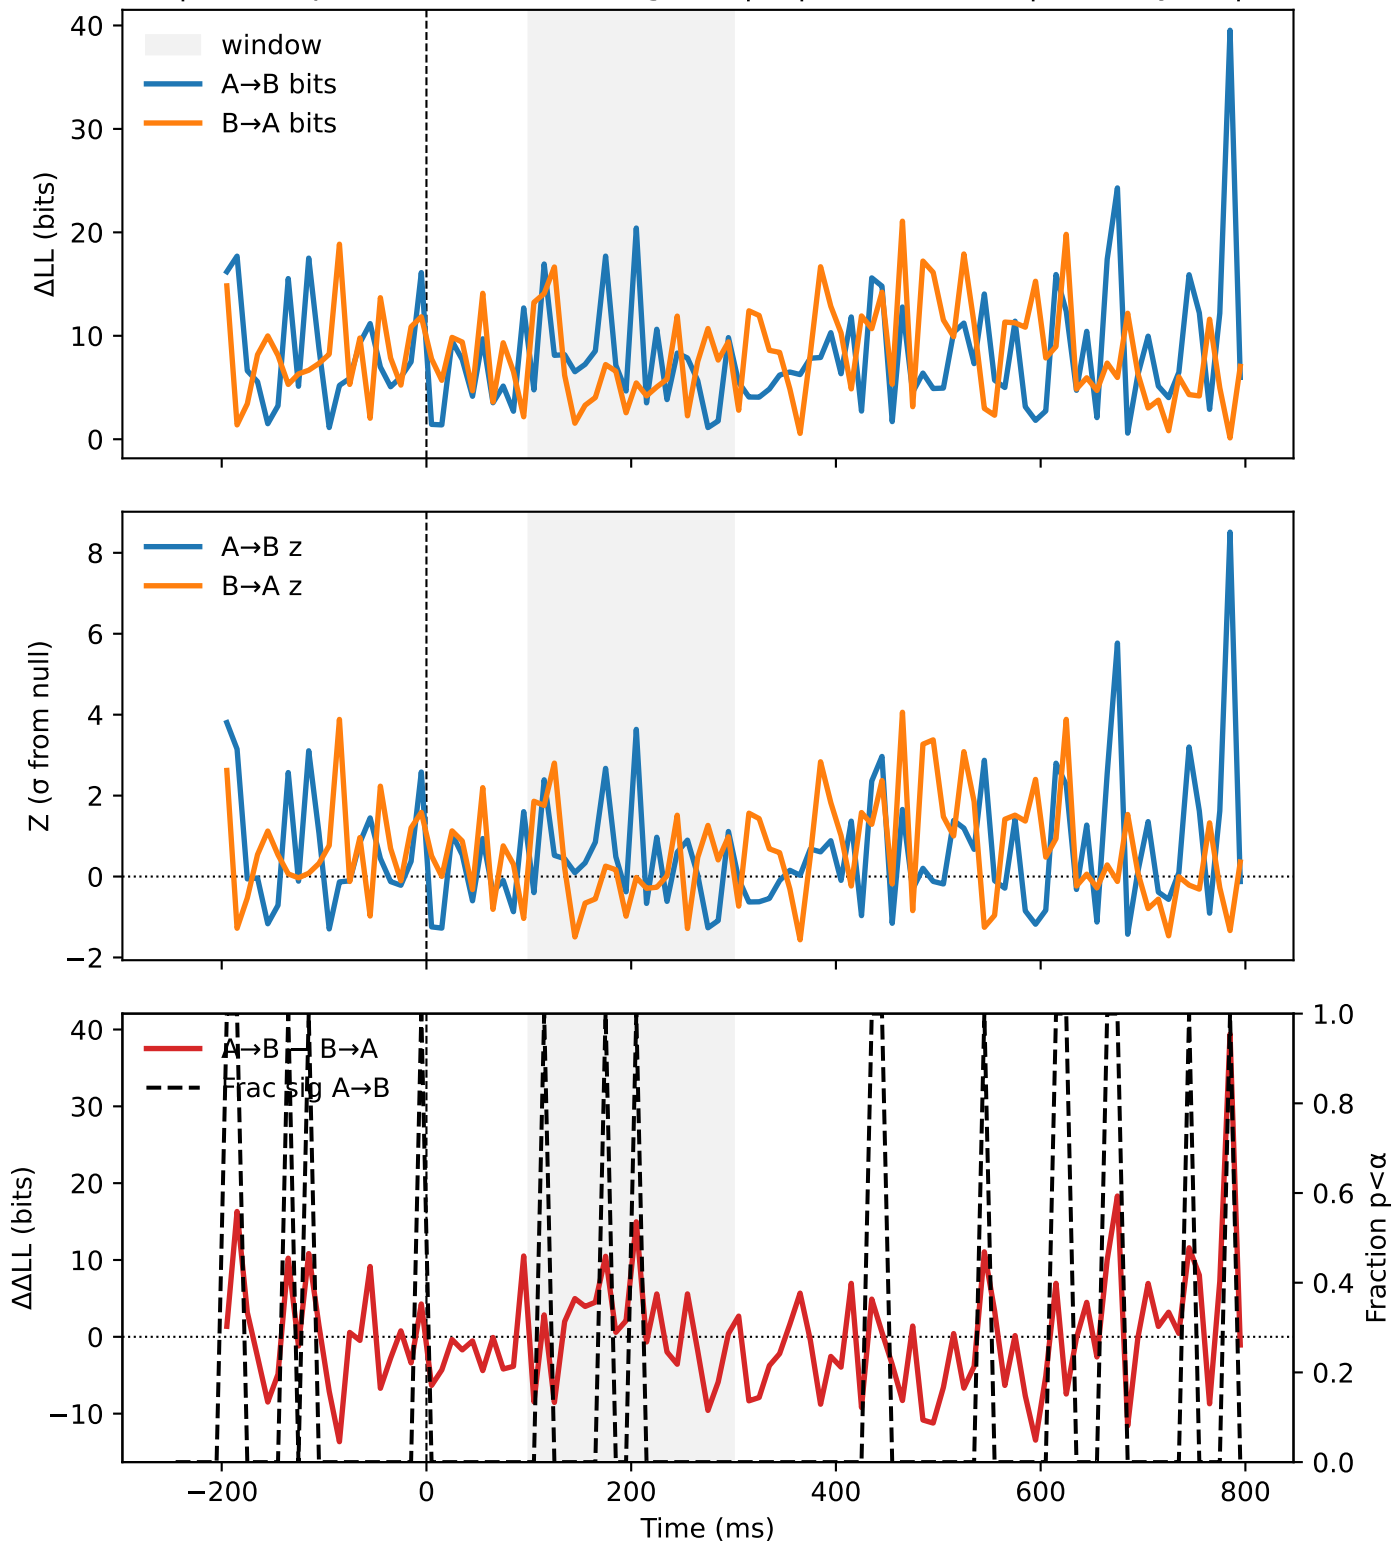 window
A→B bits
B→A bits
40
30
20
10
0
ΔLL (bits)
A→B z
B→A z
8
6
4
2
0
−2
Z (σ from null)
A→B − B→A
Frac sig A→B
40
30
20
10
0
−10
ΔΔLL (bits)
1.0
0.8
0.6
0.4
0.2
0.0
Fraction p<α
−200
0
200
400
600
800
Time (ms)